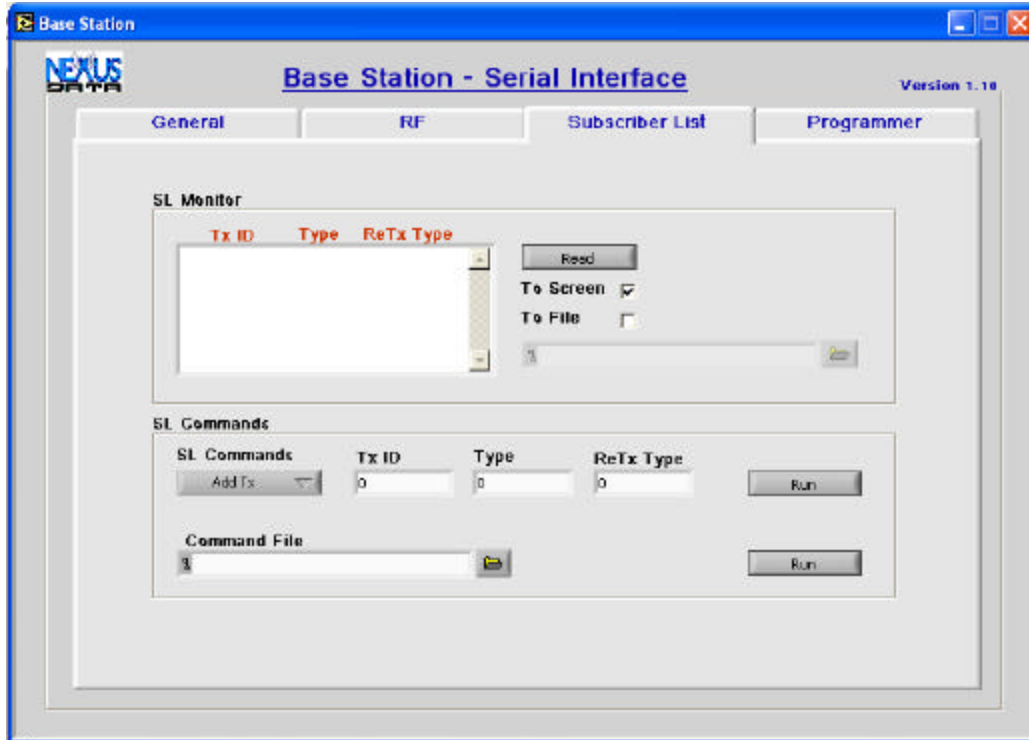 Base Station
NEXUS
DATA
Base Station - Serial Interface
Version 1.10
General RF Subscriber List Programmer
SL Monitor
Tx ID Type ReTx Type
Read
To Screen
To File
SL Commands
SL Commands Tx ID Type ReTx Type
Add Tx 0 0 0 Run
Command File
Run